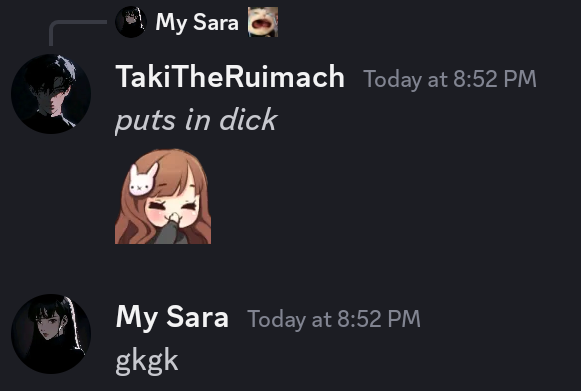 My Sara
TakiTheRuimach Today at 8:52 PM
puts in dick
My Sara Today at 8:52 PM
gkgk